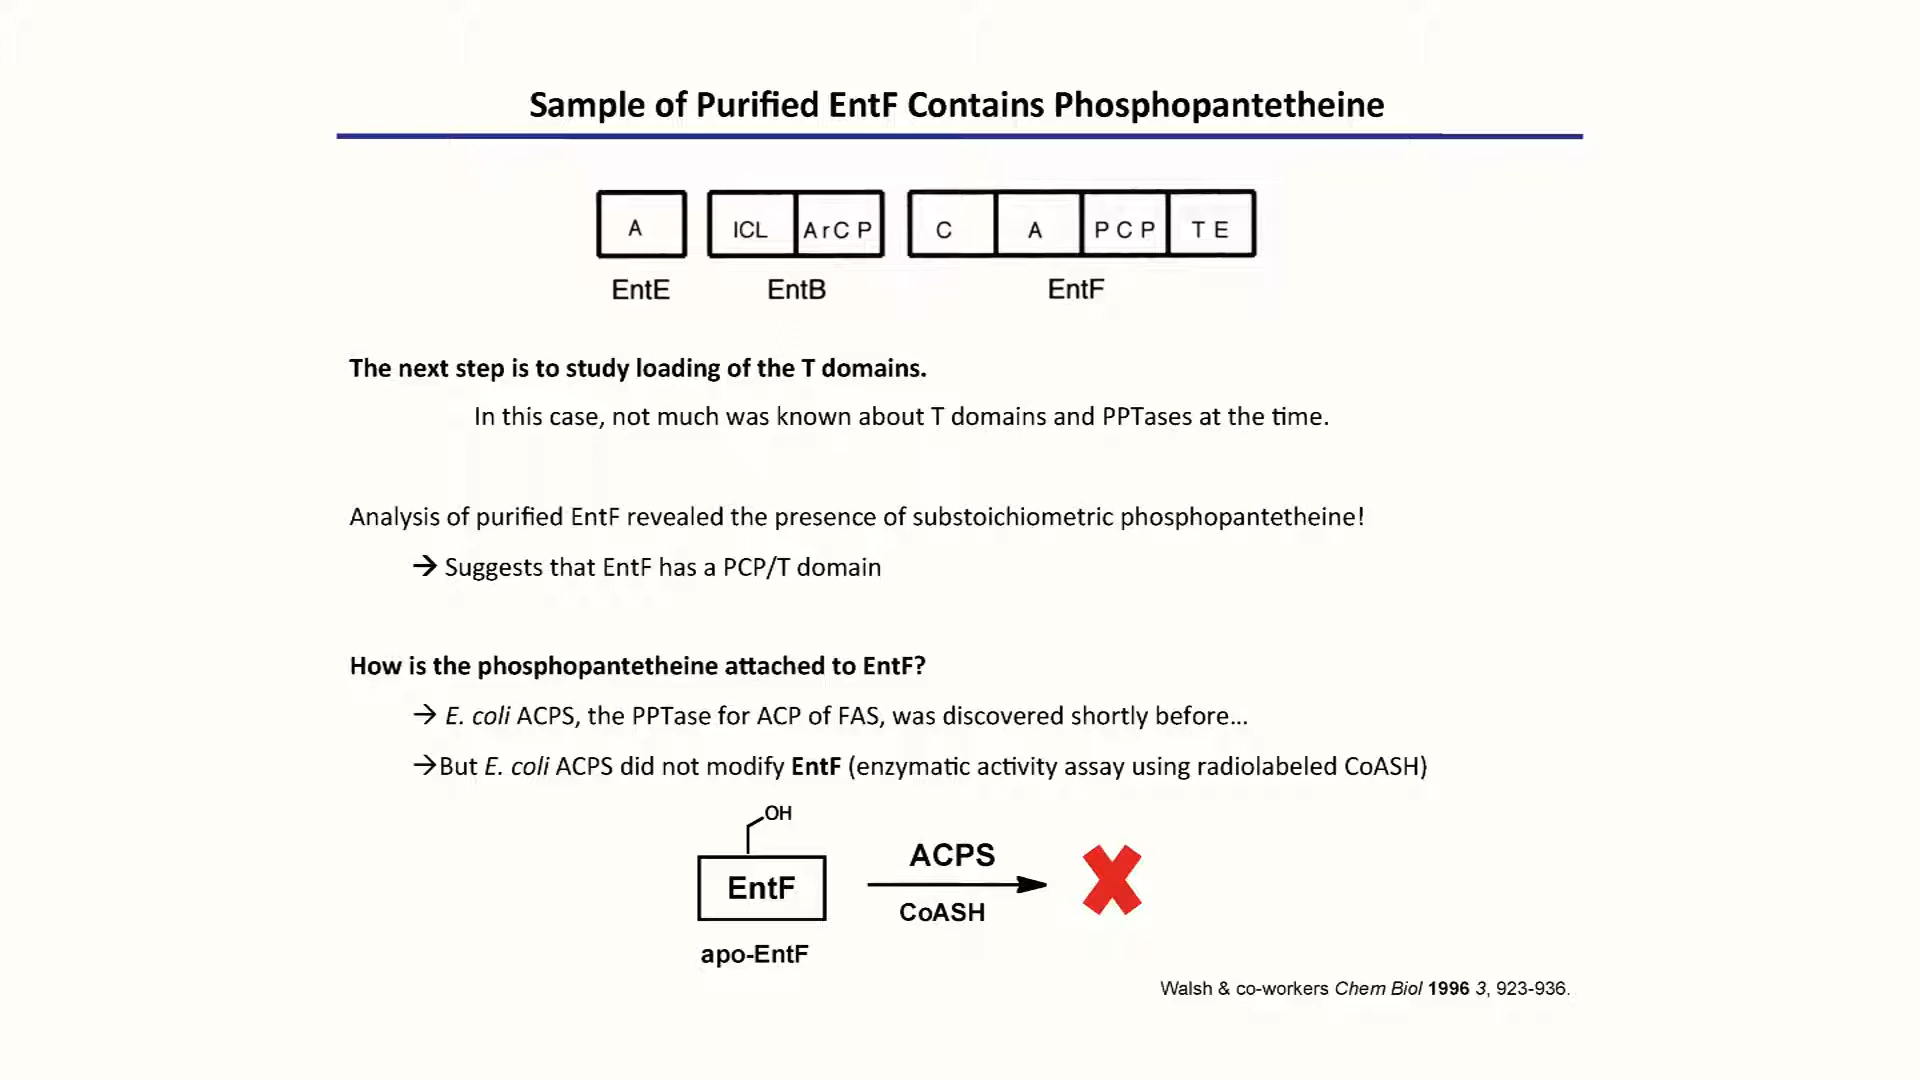 Sample of Purified EntF Contains Phosphopantetheine
A ICL ArCP C A PCP TE
EntE EntB EntF
The next step is to study loading of the T domains.
In this case, not much was known about T domains and PPTases at the time.
Analysis of purified EntF revealed the presence of substoichiometric phosphopantetheine!
→ Suggests that EntF has a PCP/T domain
How is the phosphopantetheine attached to EntF?
→ E. coli ACPS, the PPTase for ACP of FAS, was discovered shortly before...
→But E. coli ACPS did not modify EntF (enzymatic activity assay using radiolabeled CoASH)
OH
EntF
ACPS
CoASH
apo-EntF
Walsh & co-workers Chem Biol 1996 3, 923-936.